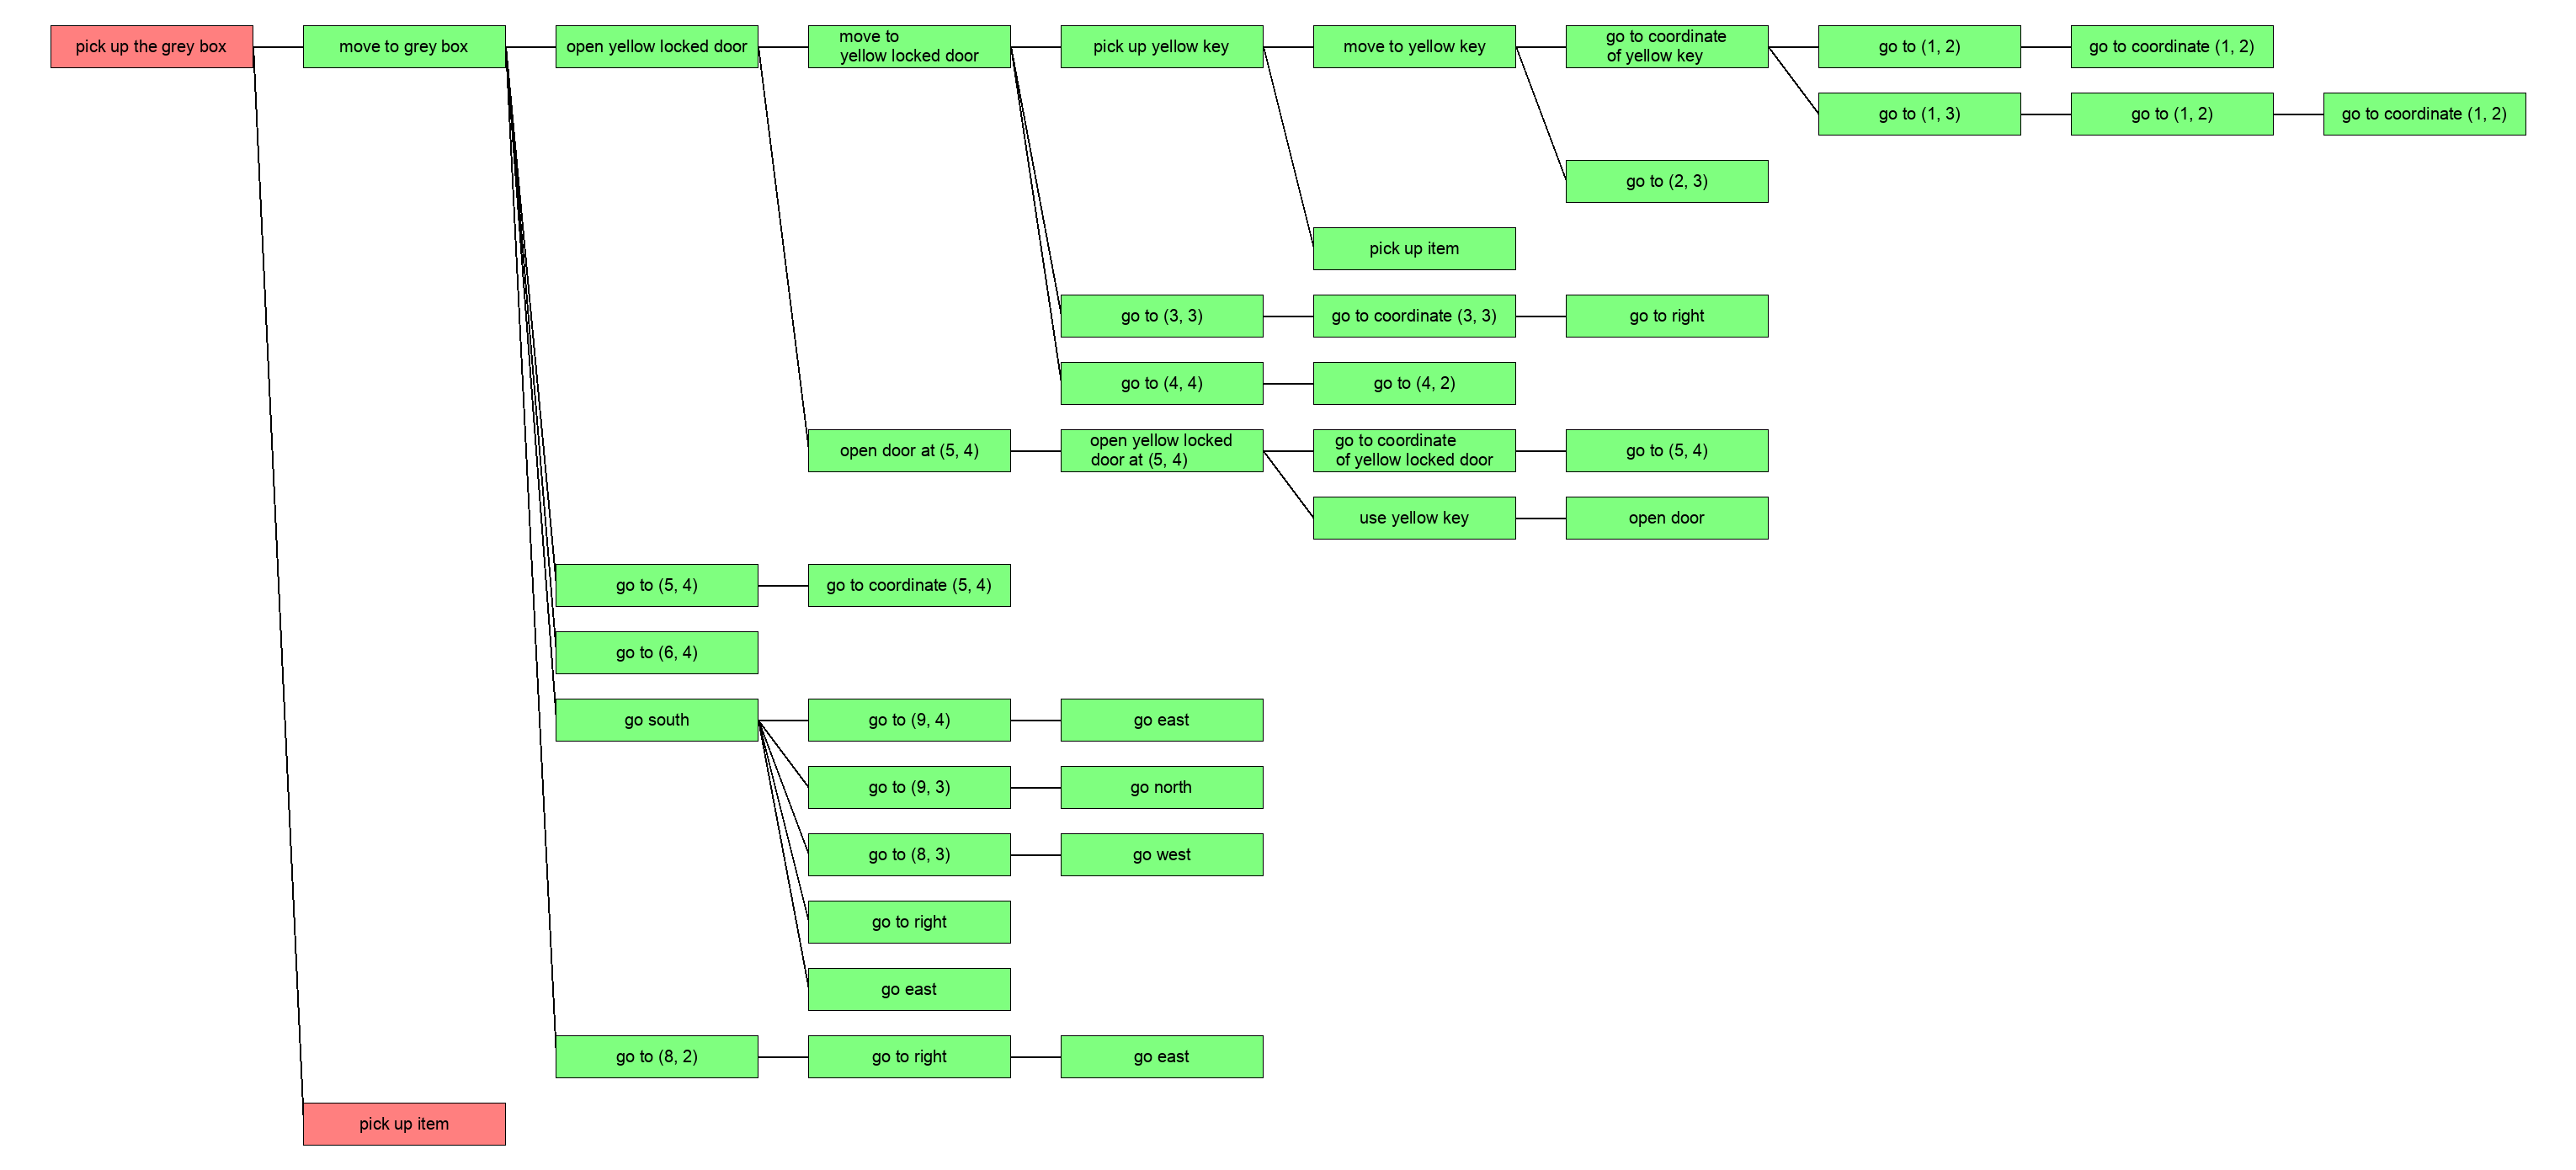 pick up the grey box
move to grey box
open yellow locked door
move to
yellow locked door
pick up yellow key
move to yellow key
go to coordinate
of yellow key
go to (1, 2)
go to coordinate (1, 2)
go to (1, 3)
go to (1, 2)
go to coordinate (1, 2)
go to (2, 3)
pick up item
go to (3, 3)
go to coordinate (3, 3)
go to right
go to (4, 4)
go to (4, 2)
open door at (5, 4)
open yellow locked
door at (5, 4)
go to coordinate
of yellow locked door
go to (5, 4)
use yellow key
open door
go to (5, 4)
go to coordinate (5, 4)
go to (6, 4)
go south
go to (9, 4)
go east
go to (9, 3)
go north
go to (8, 3)
go west
go to right
go east
go to (8, 2)
go to right
go east
pick up item